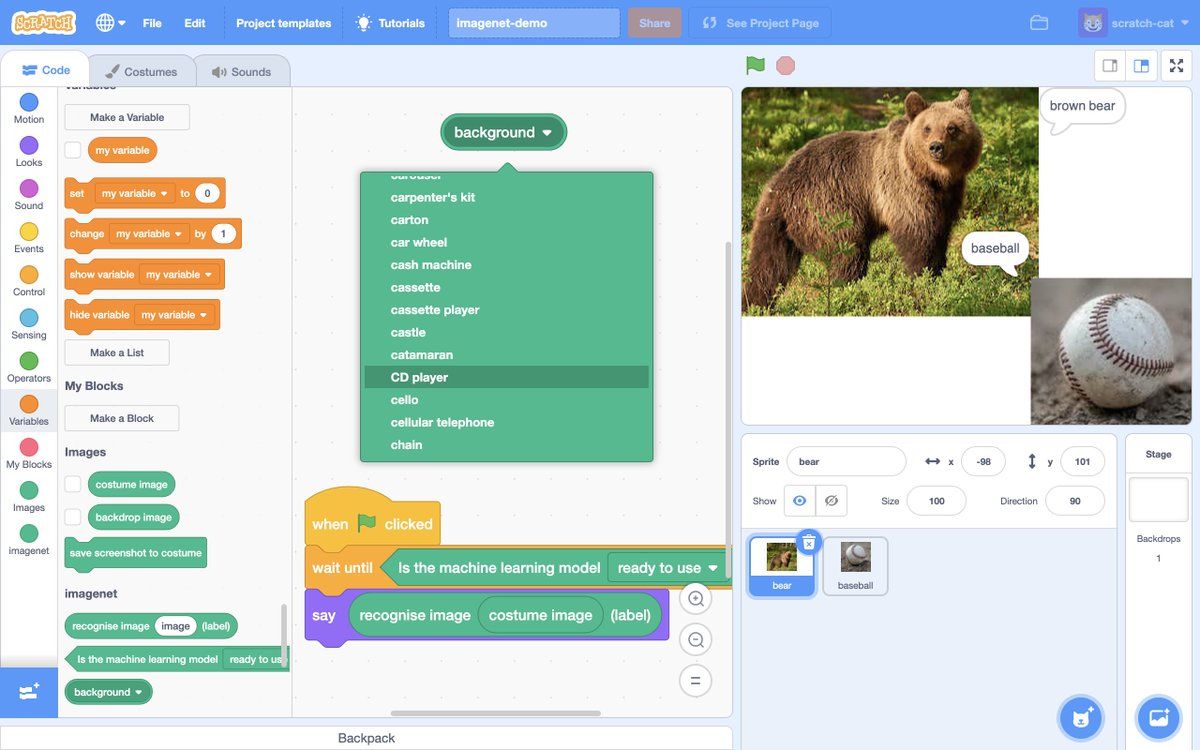 SCRATCH
File
Edit
Project templates
Tutorials
imagenet-demo
Share
See Project Page
scratch-cat
Code
Costumes
Sounds
Motion
Looks
Sound
Events
Control
Sensing
Operators
Variables
My Blocks
Images
imagenet
Variables
Make a Variable
my variable
set my variable to 0
change my variable by 1
show variable my variable
hide variable my variable
Make a List
My Blocks
Make a Block
Images
costume image
backdrop image
save screenshot to costume
imagenet
recognise image image (label)
Is the machine learning model ready to us
background
background
carousel
carpenter's kit
carton
car wheel
cash machine
cassette
cassette player
castle
catamaran
CD player
cello
cellular telephone
chain
when clicked
wait until Is the machine learning model ready to use
say recognise image costume image (label)
Backpack
brown bear
baseball
Sprite bear x -98 y 101
Show Size 100 Direction 90
bear
baseball
Stage
Backdrops
1